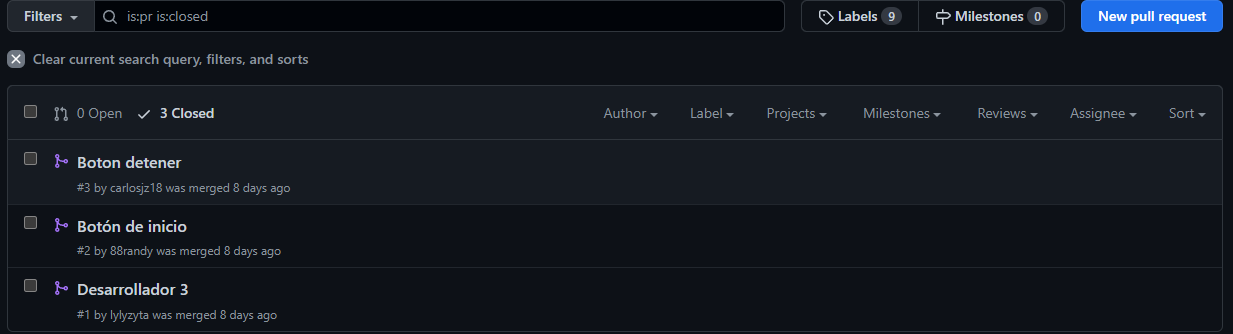 Filters is:pr is:closed Labels 9 Milestones 0 New pull request
Clear current search query, filters, and sorts
0 Open 3 Closed Author Label Projects Milestones Reviews Assignee Sort
Boton detener
#3 by carlosjz18 was merged 8 days ago
Botón de inicio
#2 by 88randy was merged 8 days ago
Desarrollador 3
#1 by lylyzyta was merged 8 days ago